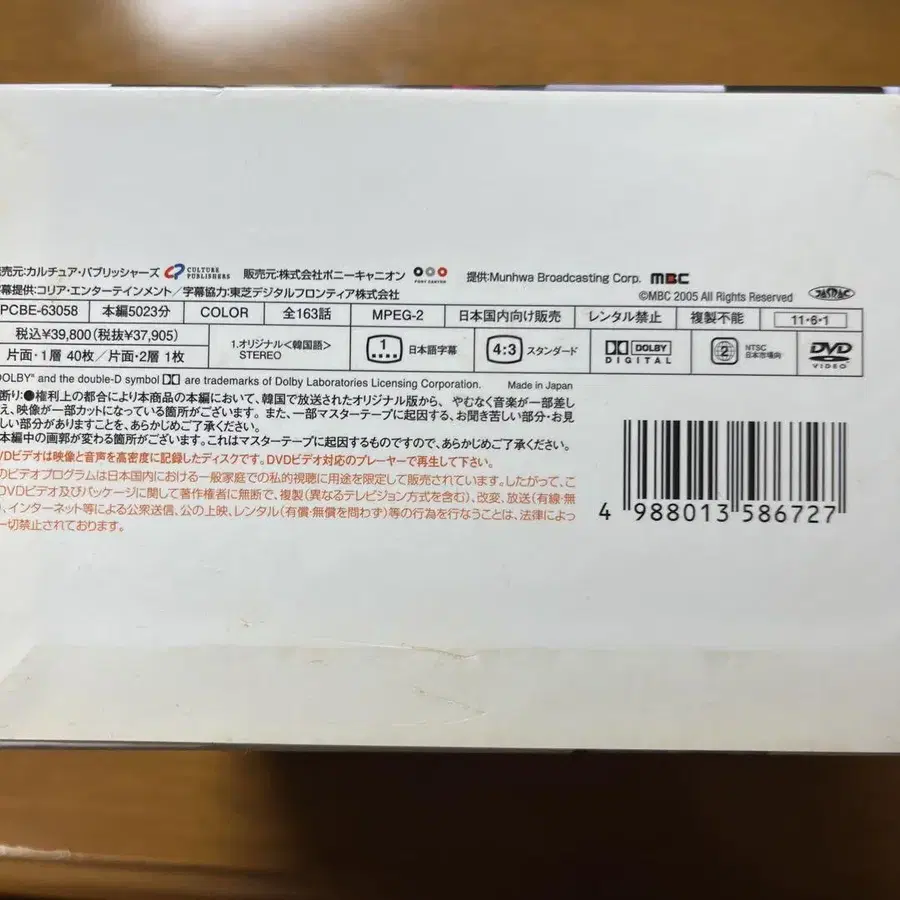 売元:カルチュア・パブリッシャーズ CULTURE PUBLISHERS 販売元:株式会社ポニーキャニオン PONY CANYON 提供:Munhwa Broadcasting Corp. MBC
幕提供:コリア・エンターテインメント/字幕協力:東芝デジタルフロンティア株式会社 ©MBC 2005 All Rights Reserved JASRAC
PCBE-63058 本編5023分 COLOR 全163話 MPEG-2 日本国内向け販売 レンタル禁止 複製不能 11・6・1
税込¥39,800(税抜¥37,905)
片面・1層 40枚/片面・2層 1枚
1.オリジナル<韓国語>
STEREO
1 日本語字幕
4:3 スタンダード
DOLBY
DIGITAL
2 NTSC
日本市場向
DVD
VIDEO
DOLBY" and the double-D symbol are trademarks of Dolby Laboratories Licensing Corporation. Made in Japan
断り:●権利上の都合により本商品の本編において、韓国で放送されたオリジナル版から、やむなく音楽が一部差し
え、映像が一部カットになっている箇所がございます。また、一部マスターテープに起因する、お聞き苦しい部分・お見
しい部分がありますことを、あらかじめご了承ください。
本編中の画郭が変わる箇所がございます。これはマスターテープに起因するものですので、あらかじめご了承ください。
VDビデオは映像と音声を高密度に記録したディスクです。DVDビデオ対応のプレーヤーで再生して下さい。
のビデオプログラムは日本国内における一般家庭での私的視聴に用途を限定して販売されています。したがって、こ
DVDビデオ及びパッケージに関して著作権者に無断で、複製(異なるテレビジョン方式を含む)、改変、放送(有線・無
、インターネット等による公衆送信、公の上映、レンタル(有償・無償を問わず)等の行為を行なうことは、法律によっ
一切禁止されております。
4 988013 586727